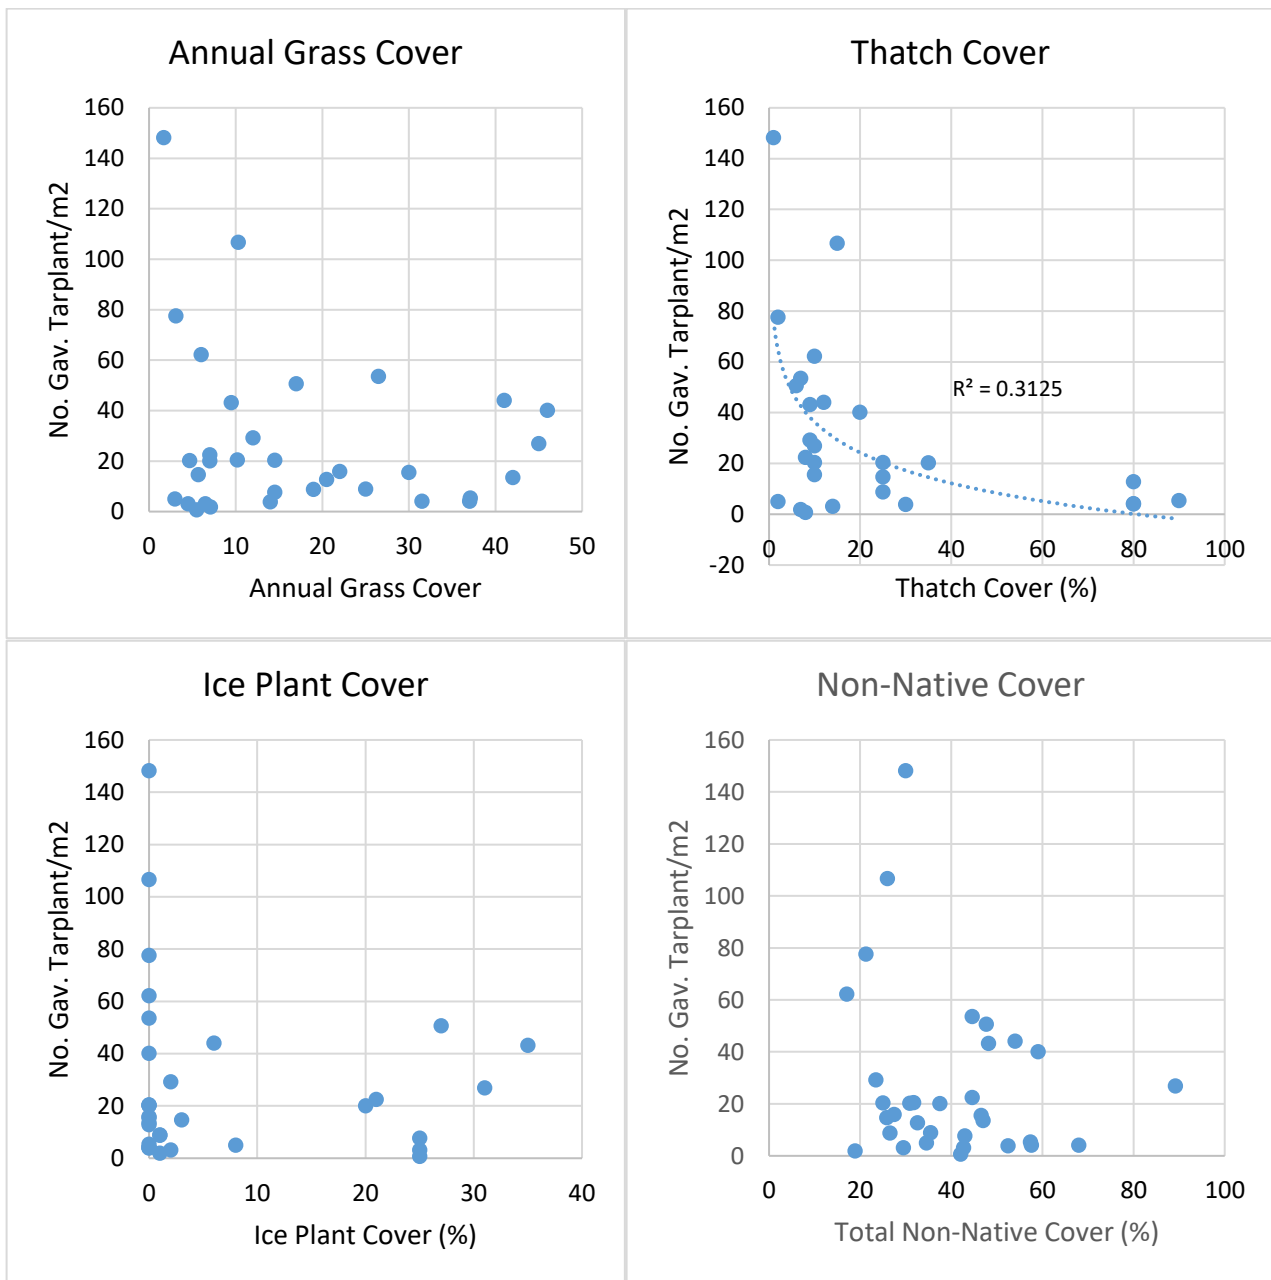 Annual Grass Cover
No. Gav. Tarplant/m2
160
140
120
100
80
60
40
20
0
0 10 20 30 40 50
Annual Grass Cover
Thatch Cover
No. Gav. Tarplant/m2
160
140
120
100
80
60
40
20
0
-20
R² = 0.3125
0 20 40 60 80 100
Thatch Cover (%)
Ice Plant Cover
No. Gav. Tarplant/m2
160
140
120
100
80
60
40
20
0
0 10 20 30 40
Ice Plant Cover (%)
Non-Native Cover
No. Gav. Tarplant/m2
160
140
120
100
80
60
40
20
0
0 20 40 60 80 100
Total Non-Native Cover (%)